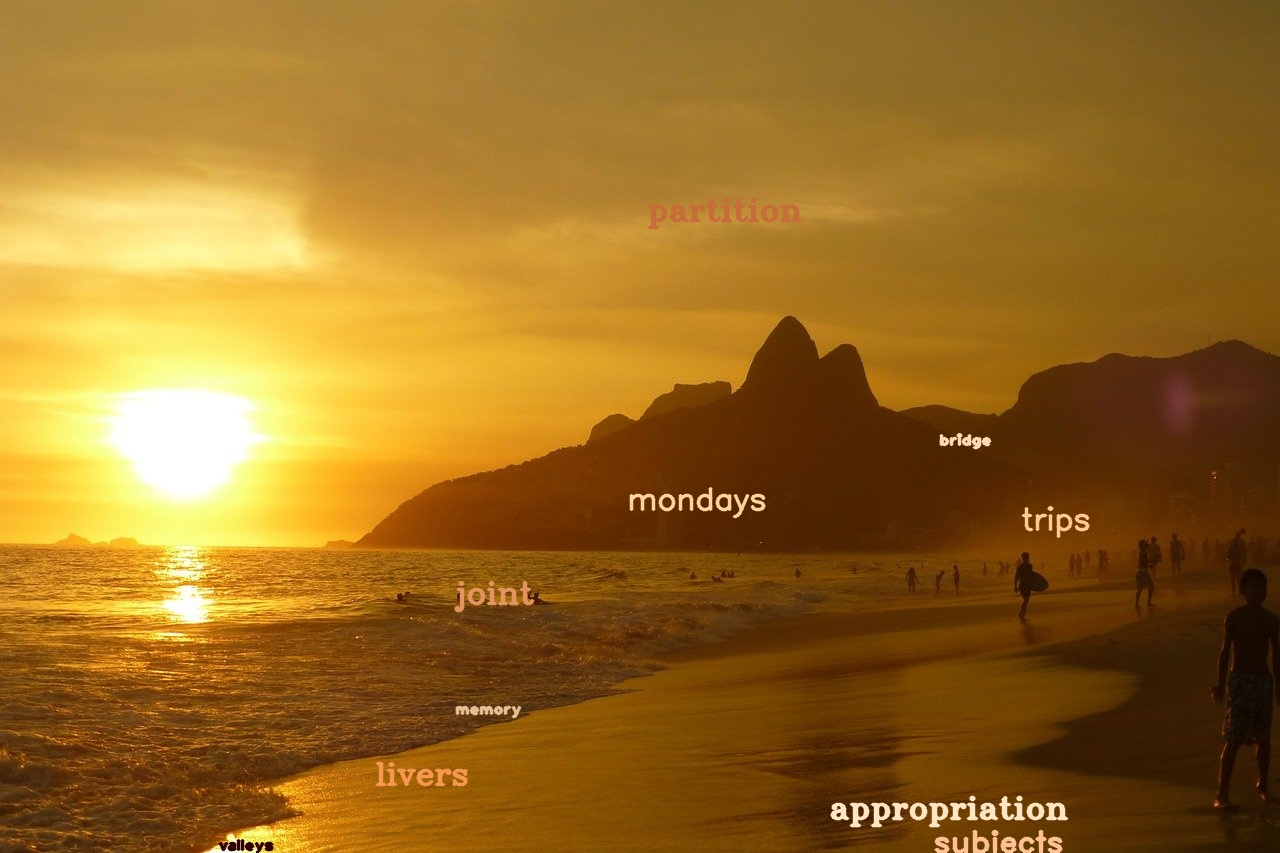 partition
bridge
mondays
trips
joint
memory
livers
appropriation
subjects
valleys